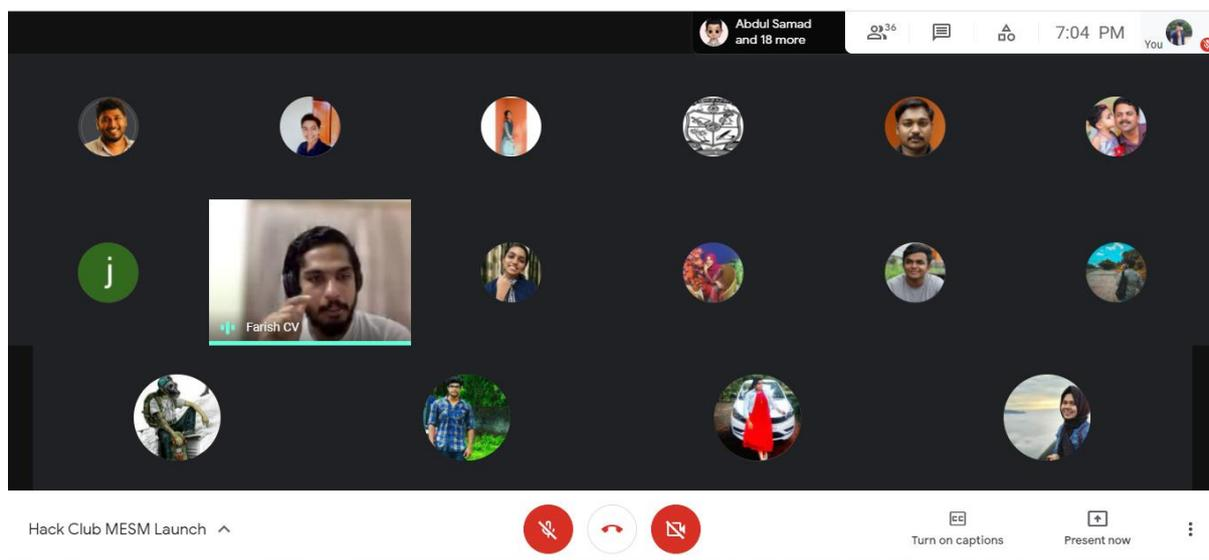 Abdul Samad
and 18 more
36
7:04 PM
You
j
Farish CV
Hack Club MESM Launch
CC
Turn on captions
Present now